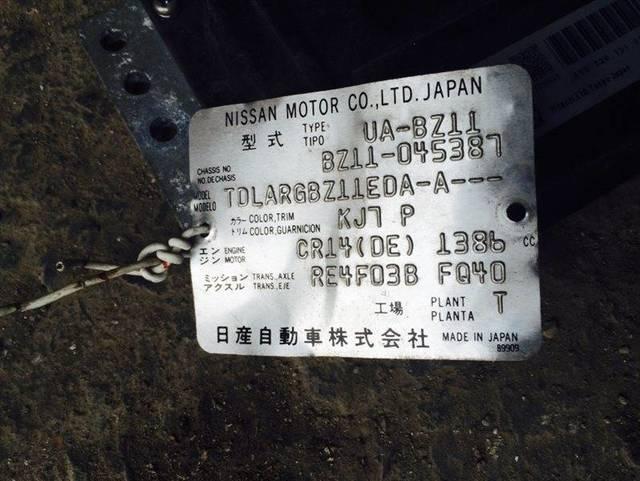 NISSAN MOTOR CO.,LTD. JAPAN
型式 TYPE TIPO UA-BZ11
CHASSIS NO. NO. DE CHASIS BZ11-045387
MODEL MODELO TDLARGBZ11EDA-A---
カラー COLOR, TRIM トリム COLOR, GUARNICION KJ7 P
エンジン ENGINE MOTOR CR14(DE) 1386 CC
ミッション TRANS., AXLE アクスル TRANS., EJE RE4F03B FQ40
工場 PLANT PLANTA T
日産自動車株式会社 MADE IN JAPAN
89909